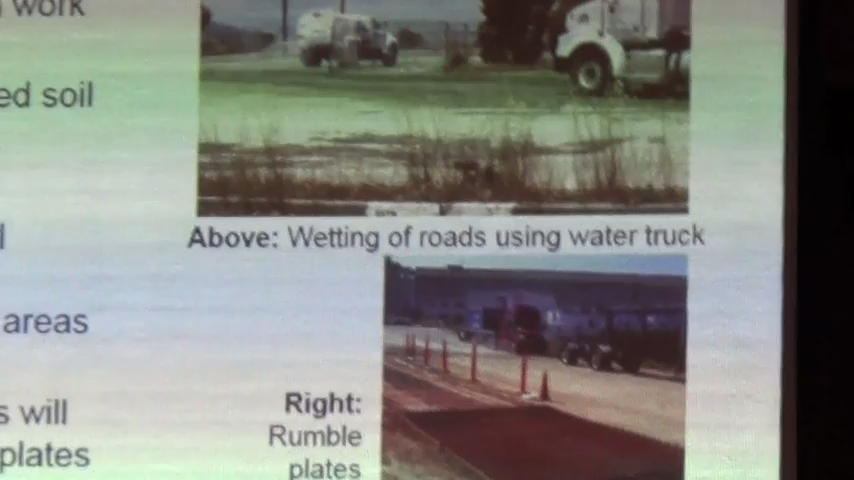 work
ed soil
Above: Wetting of roads using water truck
areas
Right:
s will
Rumble
plates
plates